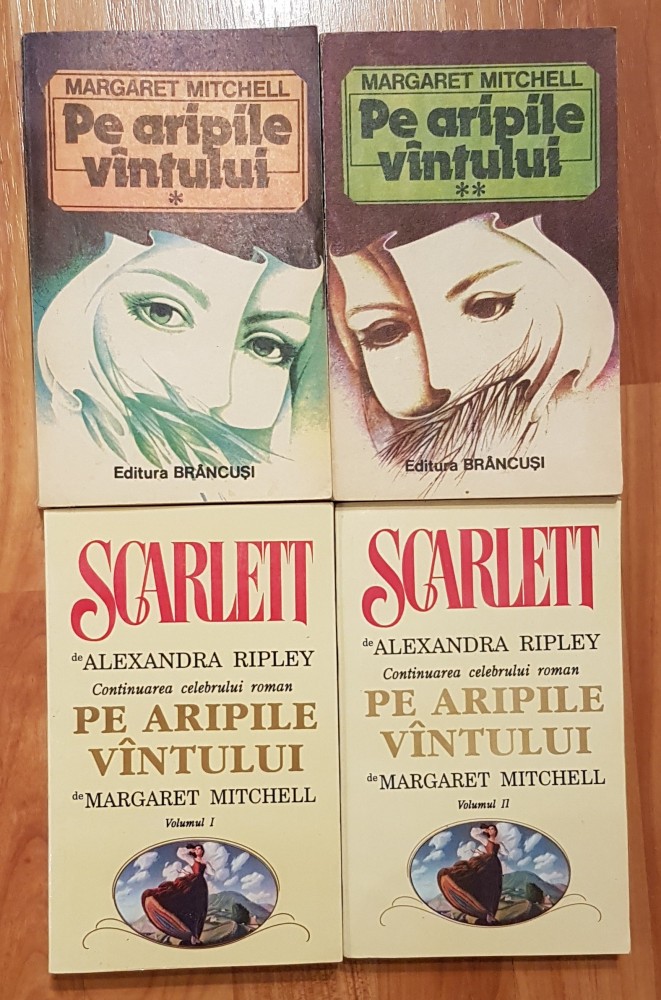 MARGARET MITCHELL
Pe aripile
vîntului
*
Editura BRÂNCUȘI
MARGARET MITCHELL
Pe aripile
vîntului
**
Editura BRÂNCUȘI
SCARLETT
de ALEXANDRA RIPLEY
Continuarea celebrului roman
PE ARIPILE
VÎNTULUI
de MARGARET MITCHELL
Volumul I
SCARLETT
de ALEXANDRA RIPLEY
Continuarea celebrului roman
PE ARIPILE
VÎNTULUI
de MARGARET MITCHELL
Volumul II